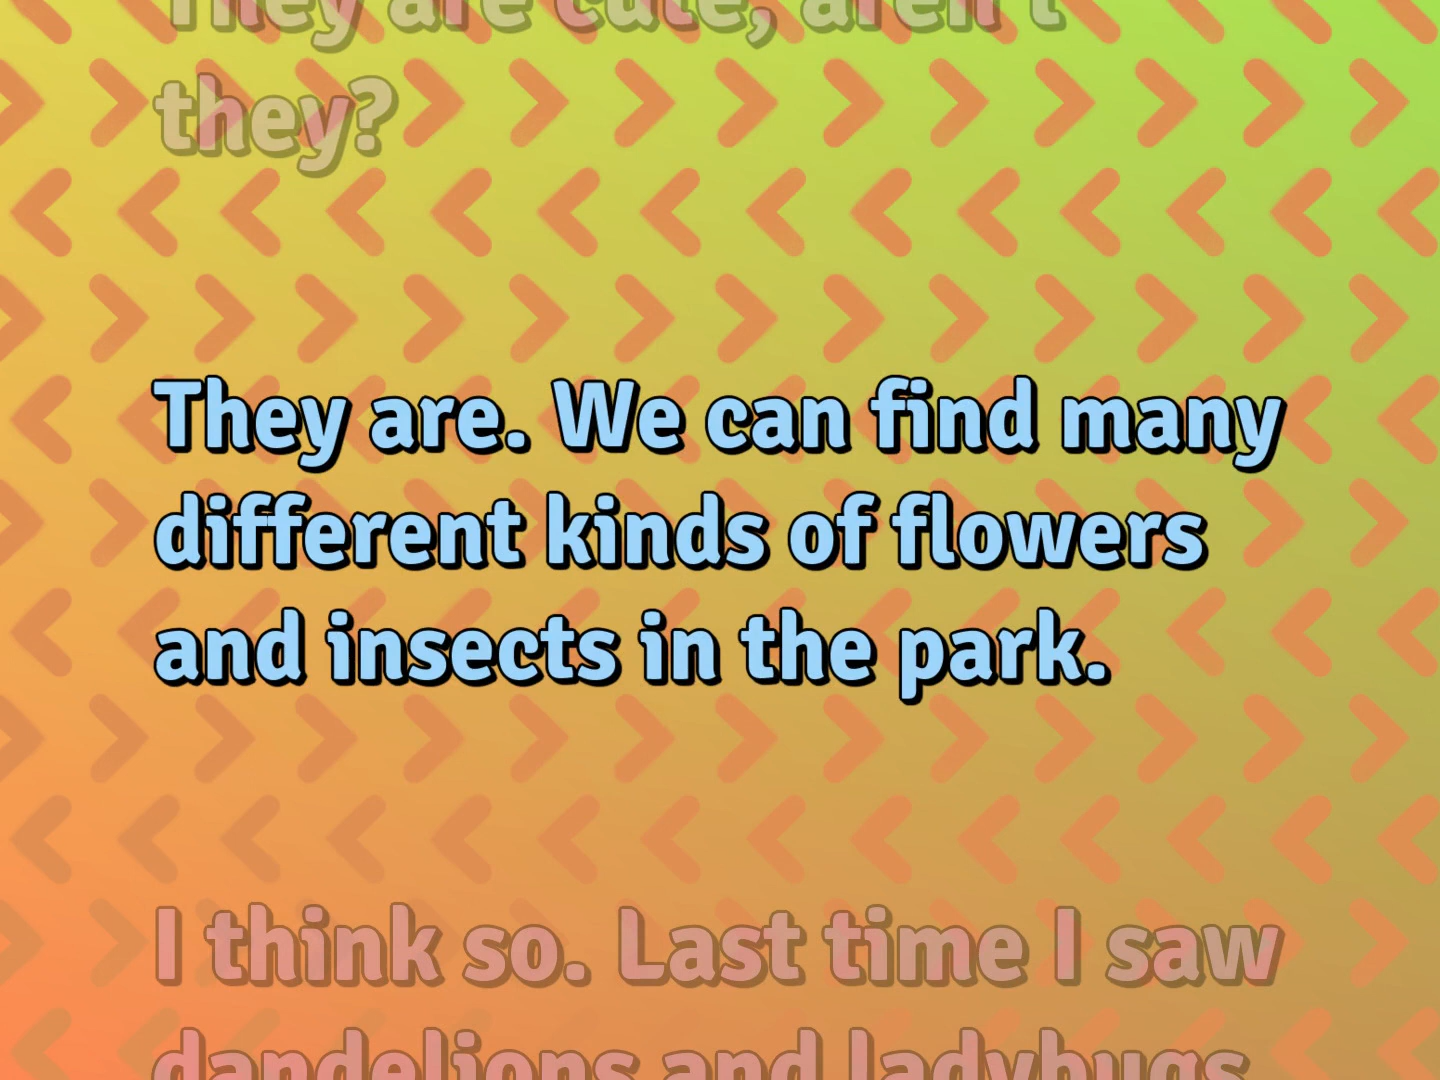 They are cute, aren't
they?
They are. We can find many
different kinds of flowers
and insects in the park.
I think so. Last time I saw
dandelions and ladybugs